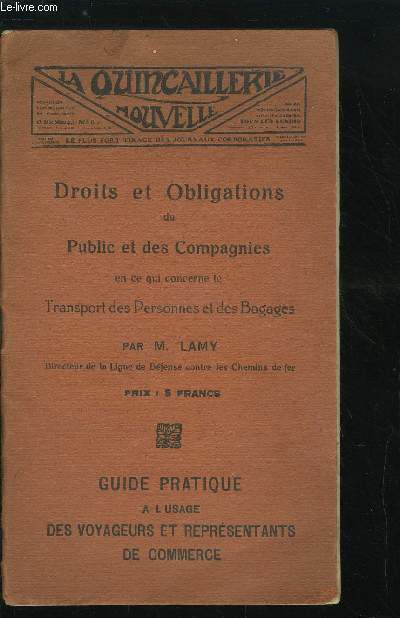 Le-livre.com
LA QUINCAILLERIE
NOUVELLE
LE PLUS FORT TIRAGE DES JOURNAUX CORPORATIFS
Droits et Obligations
du
Public et des Compagnies
en ce qui concerne le
Transport des Personnes et des Bagages
PAR M. LAMY
Directeur de la Ligue de Défense contre les Chemins de fer
PRIX : 5 FRANCS
GUIDE PRATIQUE
A L'USAGE
DES VOYAGEURS ET REPRÉSENTANTS
DE COMMERCE